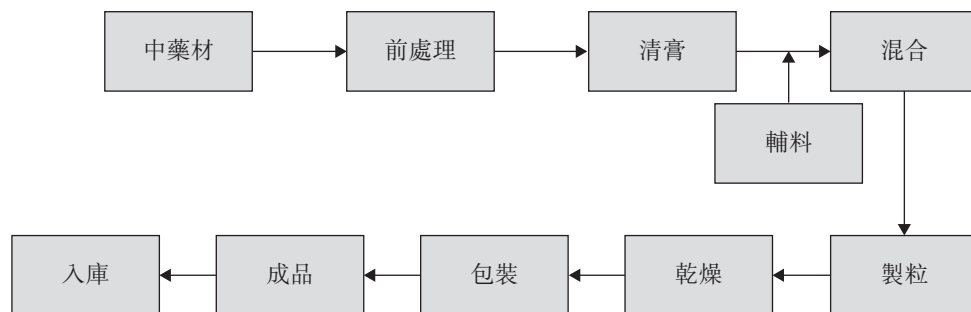 中藥材
前處理
清膏
混合
輔料
製粒
乾燥
包裝
成品
入庫